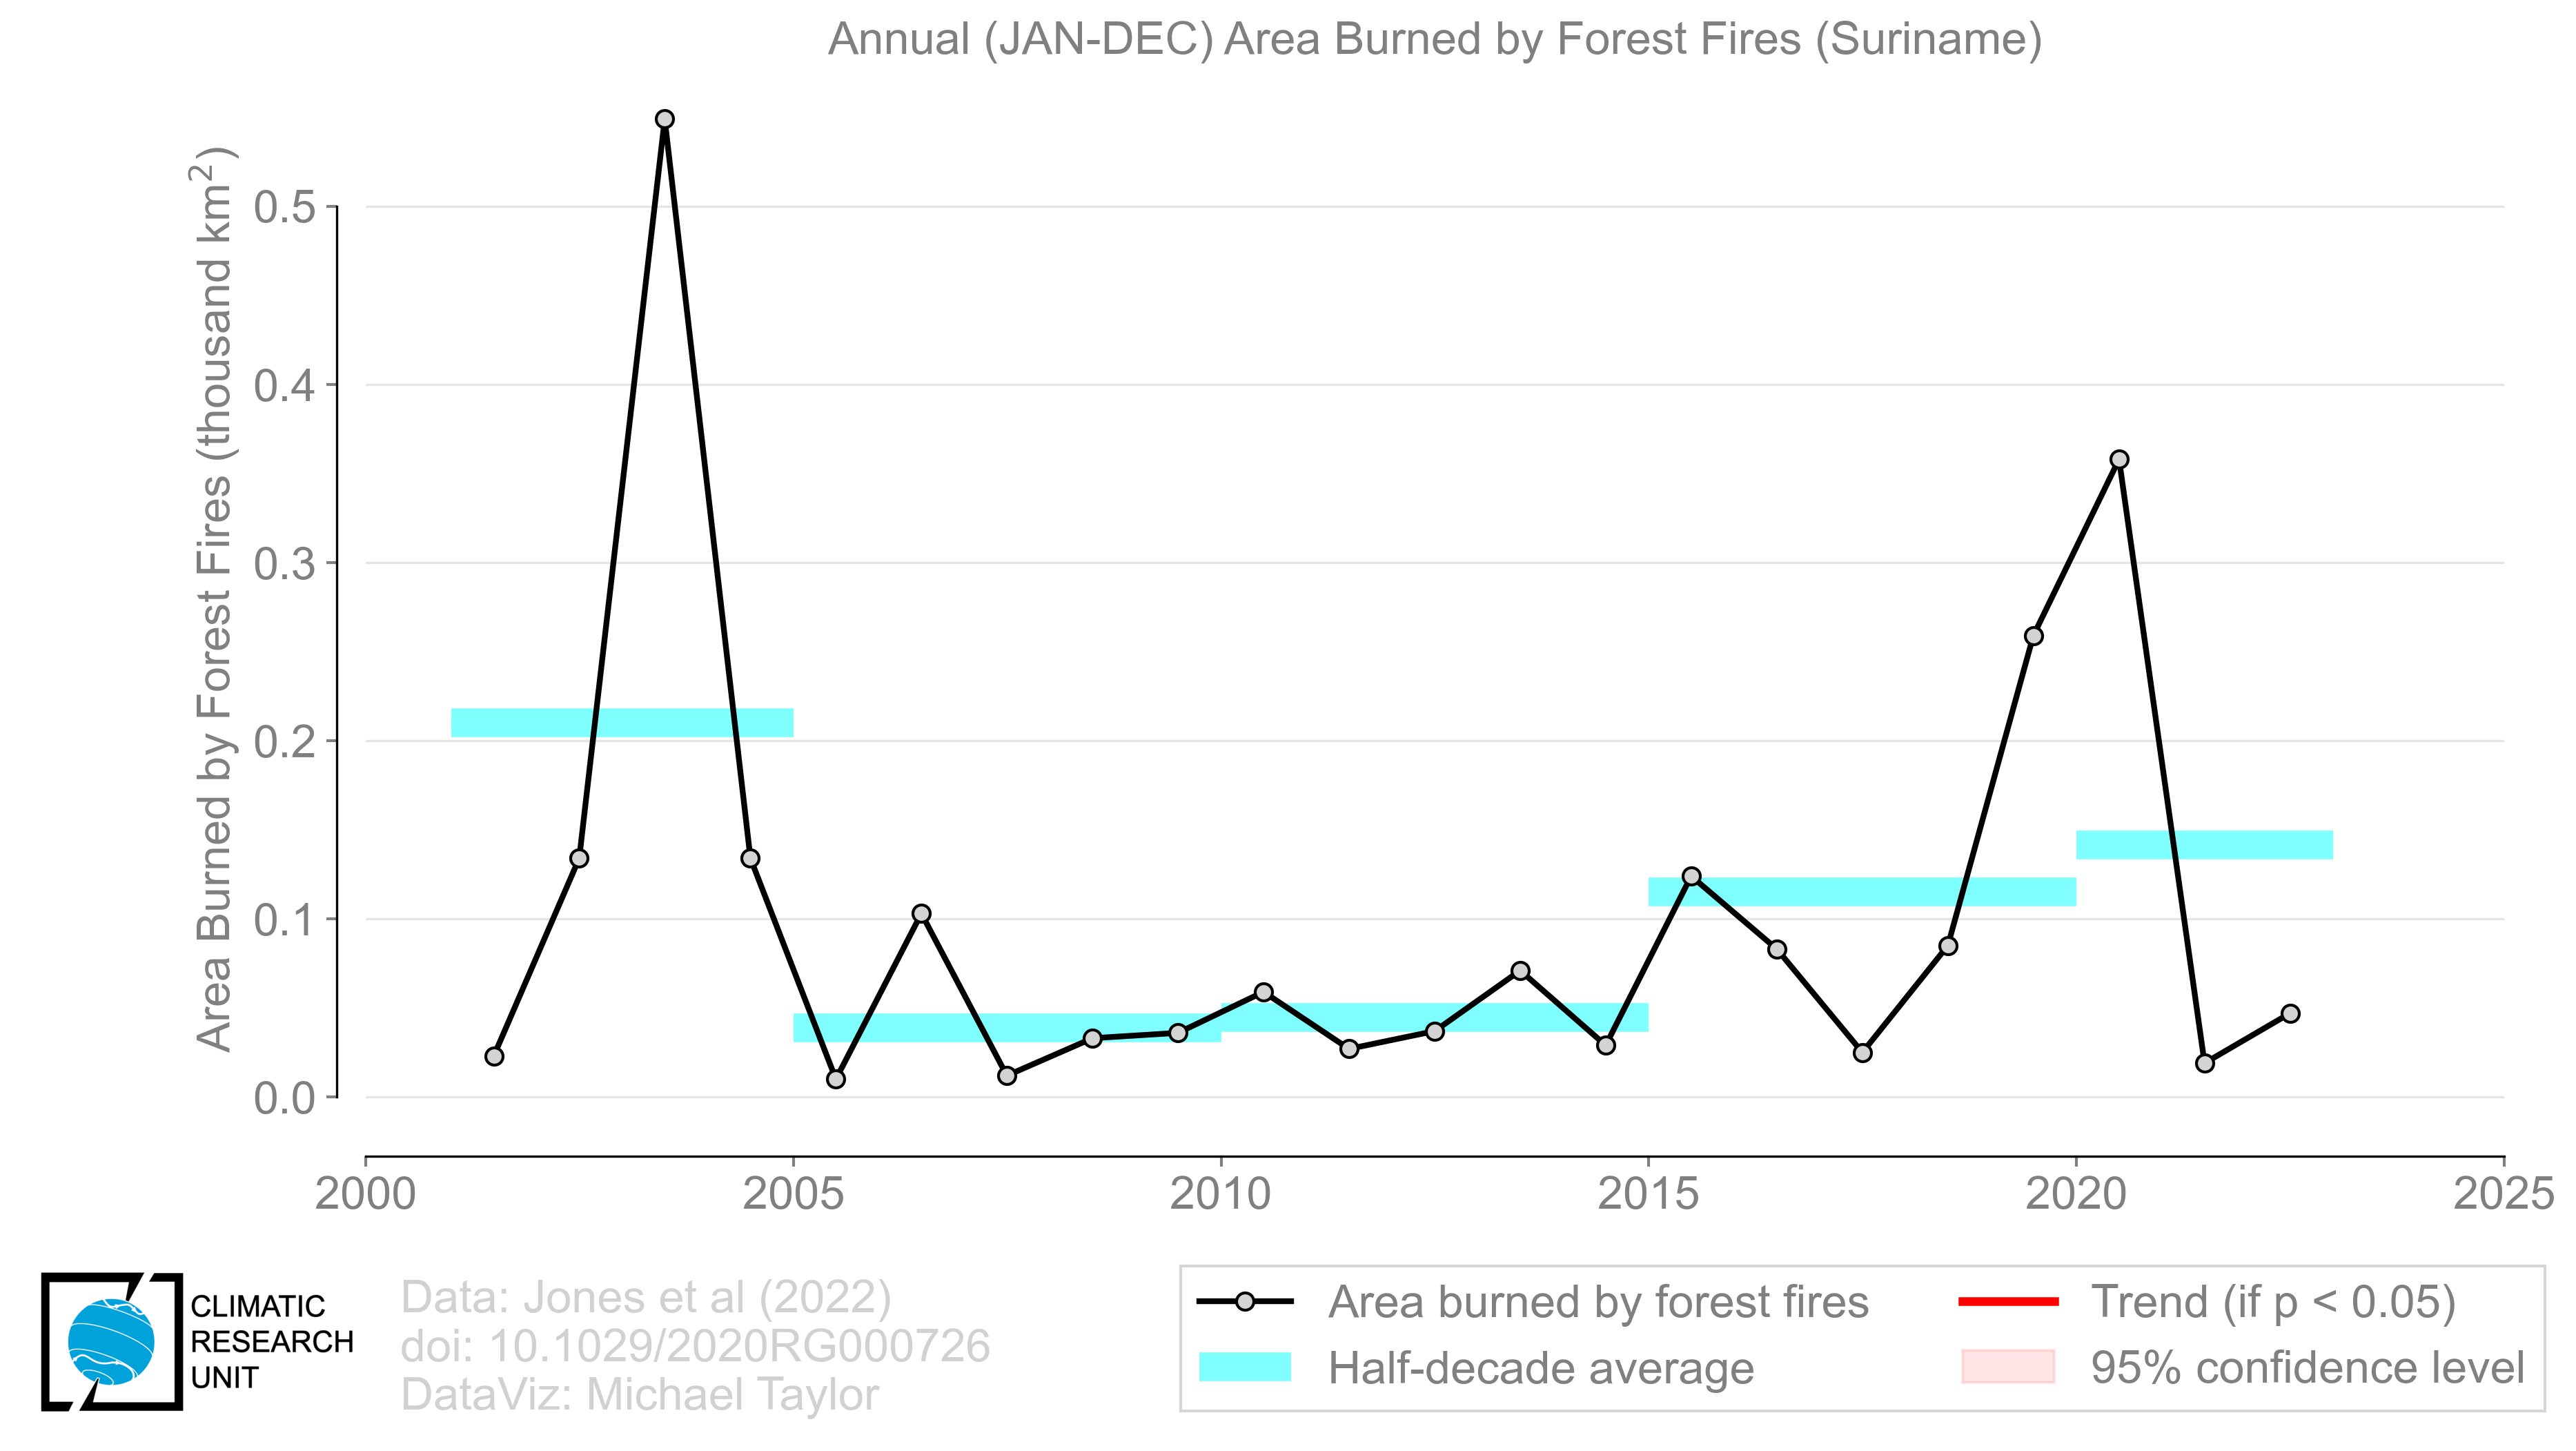 Annual (JAN-DEC) Area Burned by Forest Fires (Suriname)
Area Burned by Forest Fires (thousand km²)
0.5
0.4
0.3
0.2
0.1
0.0
2000 2005 2010 2015 2020 2025
CLIMATIC
RESEARCH
UNIT
Data: Jones et al (2022)
doi: 10.1029/2020RG000726
DataViz: Michael Taylor
Area burned by forest fires
Half-decade average
Trend (if p < 0.05)
95% confidence level